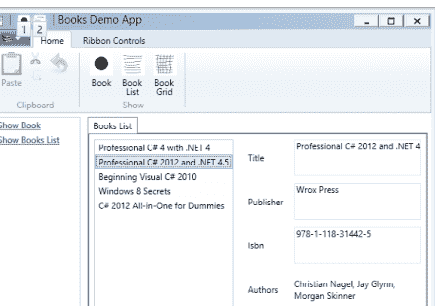 Books Demo App
1 2
Home Ribbon Controls
Paste
Book
Book List
Book Grid
Clipboard
Show
Show Book
Show Books List
Books List
Professional C# 4 with .NET 4
Professional C# 2012 and .NET 4.5
Beginning Visual C# 2010
Windows 8 Secrets
C# 2012 All-in-One for Dummies
Title
Professional C# 2012 and .NET 4
Publisher
Wrox Press
Isbn
978-1-118-31442-5
Authors
Christian Nagel, Jay Glynn,
Morgan Skinner